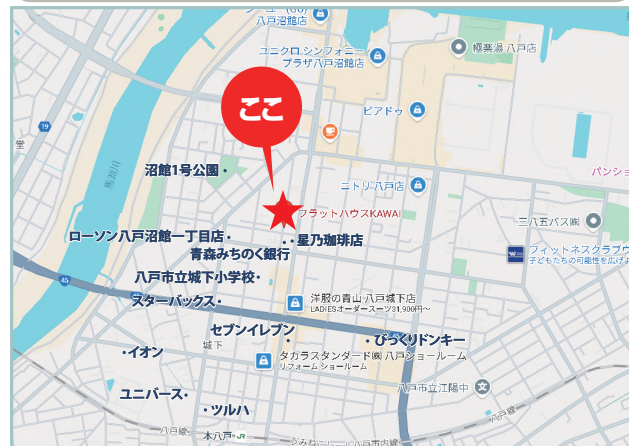 八戸沼館店
ユニクロ シンフォニー
プラザ八戸沼館店
極楽湯 八戸店
ここ
ピアドゥ
19
堂
馬淵川
沼館1号公園
ニトリ 八戸店
パンショ
フラットハウスKAWAI
三八五バス㈱
ローソン八戸沼館一丁目店
星乃珈琲店
青森みちのく銀行
フィットネスクラブウ
子どもたちの可能性を広げよ
八戸市立城下小学校
45
スターバックス
洋服の青山 八戸城下店
LADIESオーダースーツ31,900円~
セブンイレブン
びっくりドンキー
城下
イオン
タカラスタンダード㈱ 八戸ショールーム
リフォームショールーム
八戸市立江陽中
ユニバース
ツルハ
八戸線
八戸線
本八戸
JR